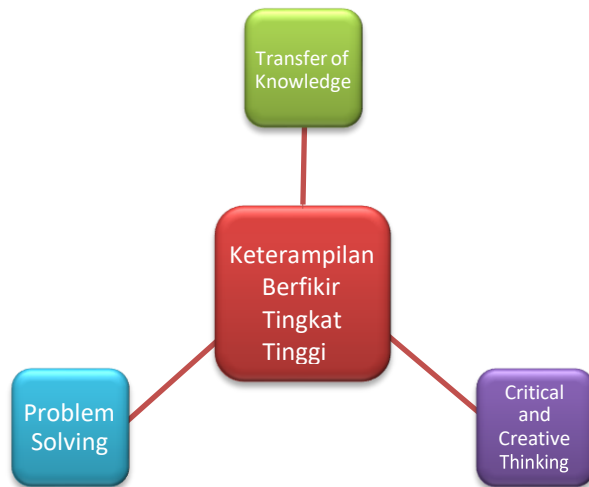 Transfer of
Knowledge
Keterampilan
Berfikir
Tingkat
Tinggi
Problem
Solving
Critical
and
Creative
Thinking